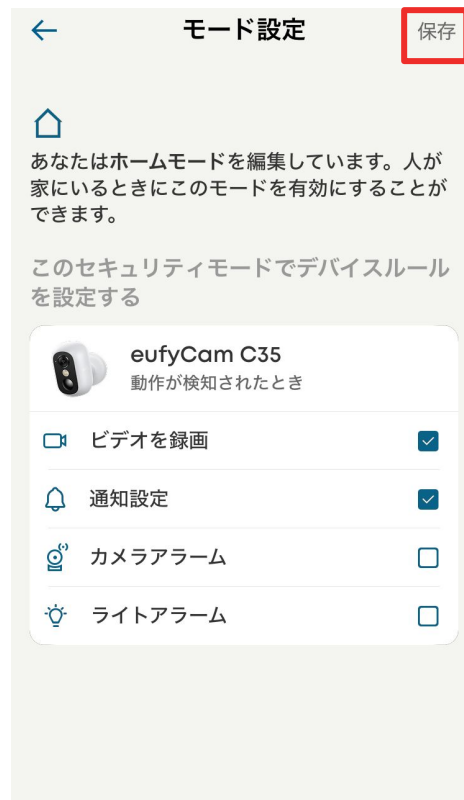 モード設定
保存
あなたはホームモードを編集しています。人が
家にいるときにこのモードを有効にすることが
できます。
このセキュリティモードでデバイスルール
を設定する
eufyCam C35
動作が検知されたとき
ビデオを録画
通知設定
カメラアラーム
ライトアラーム